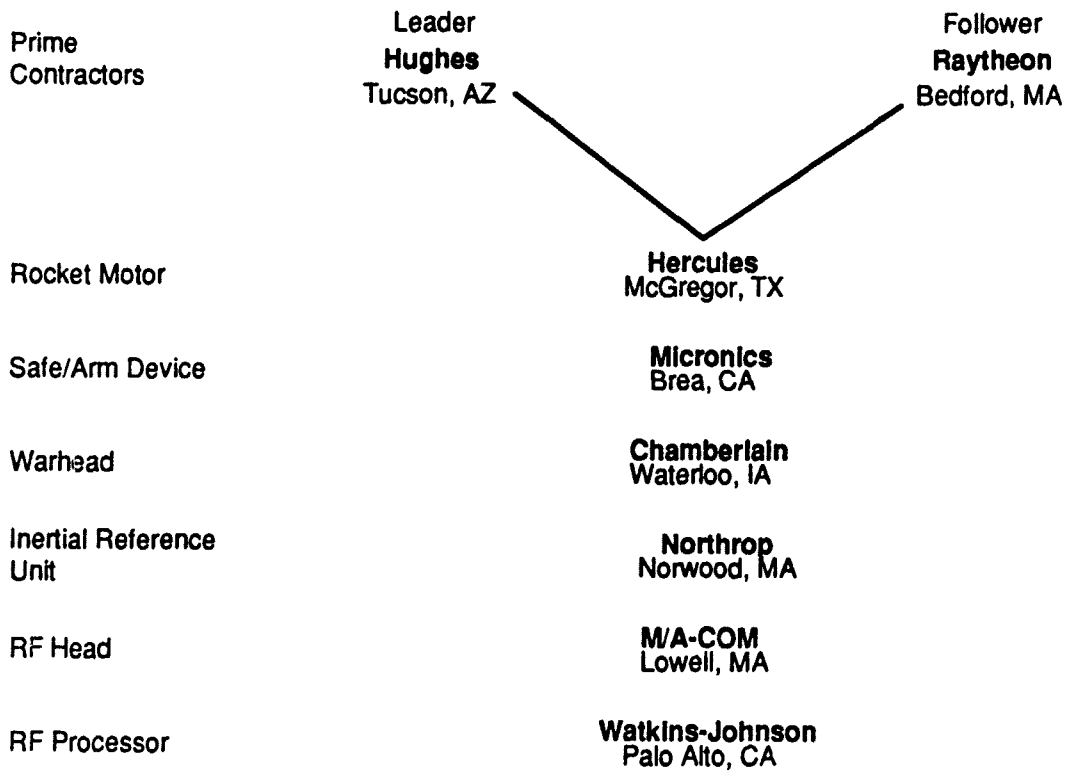 Prime
Contractors
Leader
Hughes
Tucson, AZ
Follower
Raytheon
Bedford, MA
Rocket Motor
Hercules
McGregor, TX
Safe/Arm Device
Micronics
Brea, CA
Warhead
Chamberlain
Waterloo, IA
Inertial Reference
Unit
Northrop
Norwood, MA
RF Head
M/A-COM
Lowell, MA
RF Processor
Watkins-Johnson
Palo Alto, CA